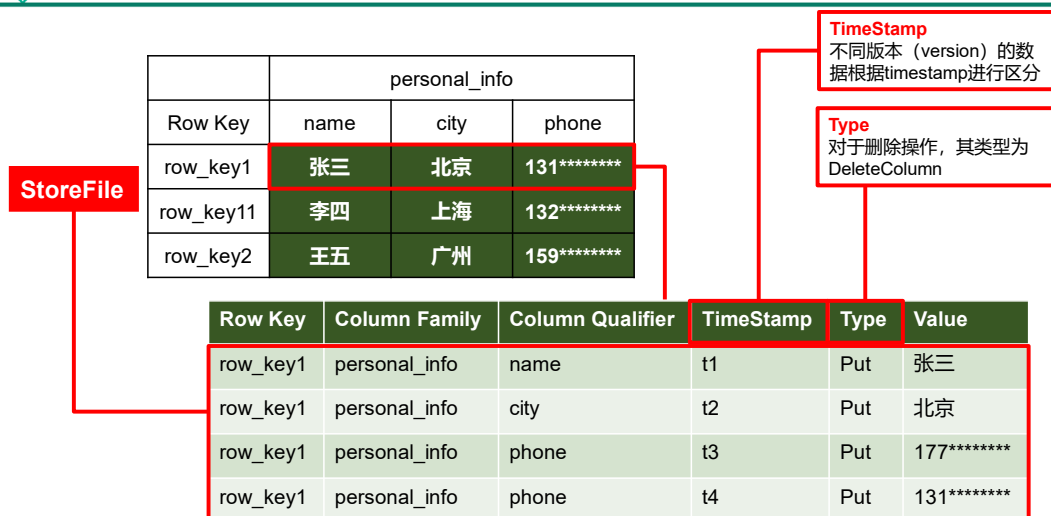 TimeStamp
不同版本（version）的数
据根据timestamp进行区分
Type
对于删除操作，其类型为
DeleteColumn
personal_info
Row Key name city phone
row_key1 张三 北京 131********
row_key11 李四 上海 132********
row_key2 王五 广州 159********
StoreFile
Row Key Column Family Column Qualifier TimeStamp Type Value
row_key1 personal_info name t1 Put 张三
row_key1 personal_info city t2 Put 北京
row_key1 personal_info phone t3 Put 177********
row_key1 personal_info phone t4 Put 131********